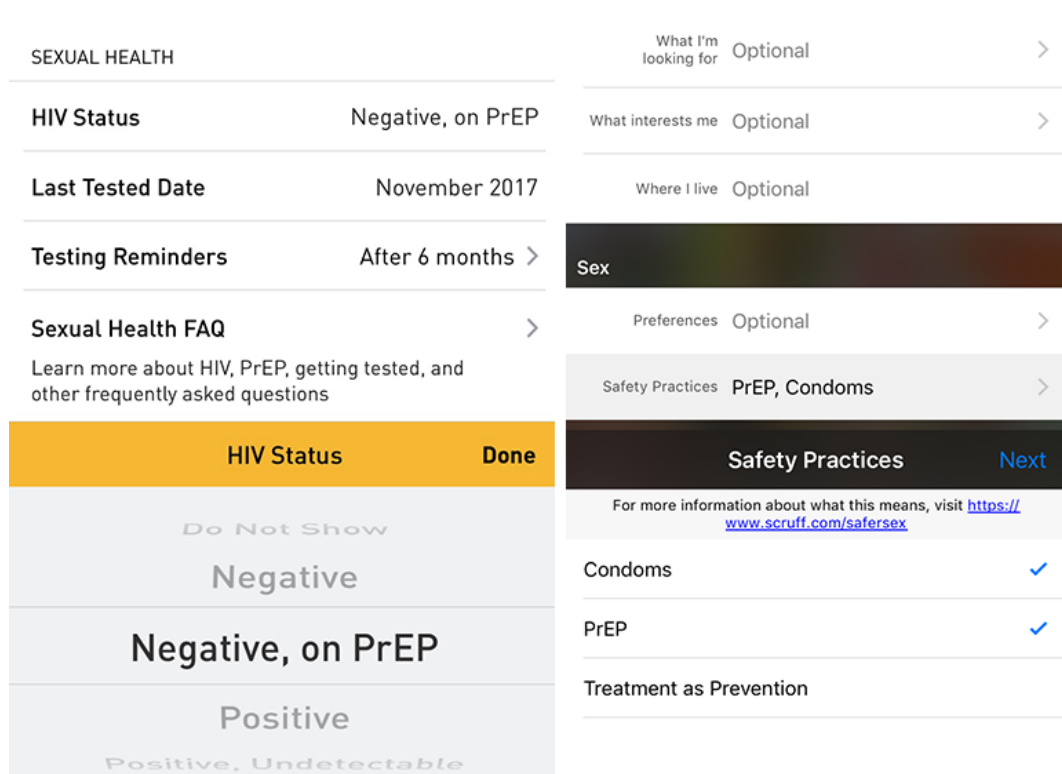 SEXUAL HEALTH
HIV Status Negative, on PrEP
Last Tested Date November 2017
Testing Reminders After 6 months
Sexual Health FAQ
Learn more about HIV, PrEP, getting tested, and
other frequently asked questions
HIV Status Done
Do Not Show
Negative
Negative, on PrEP
Positive
Positive, Undetectable
What I'm
looking for Optional
What interests me Optional
Where I live Optional
Sex
Preferences Optional
Safety Practices PrEP, Condoms
Safety Practices Next
For more information about what this means, visit https://
www.scruff.com/safersex
Condoms
PrEP
Treatment as Prevention